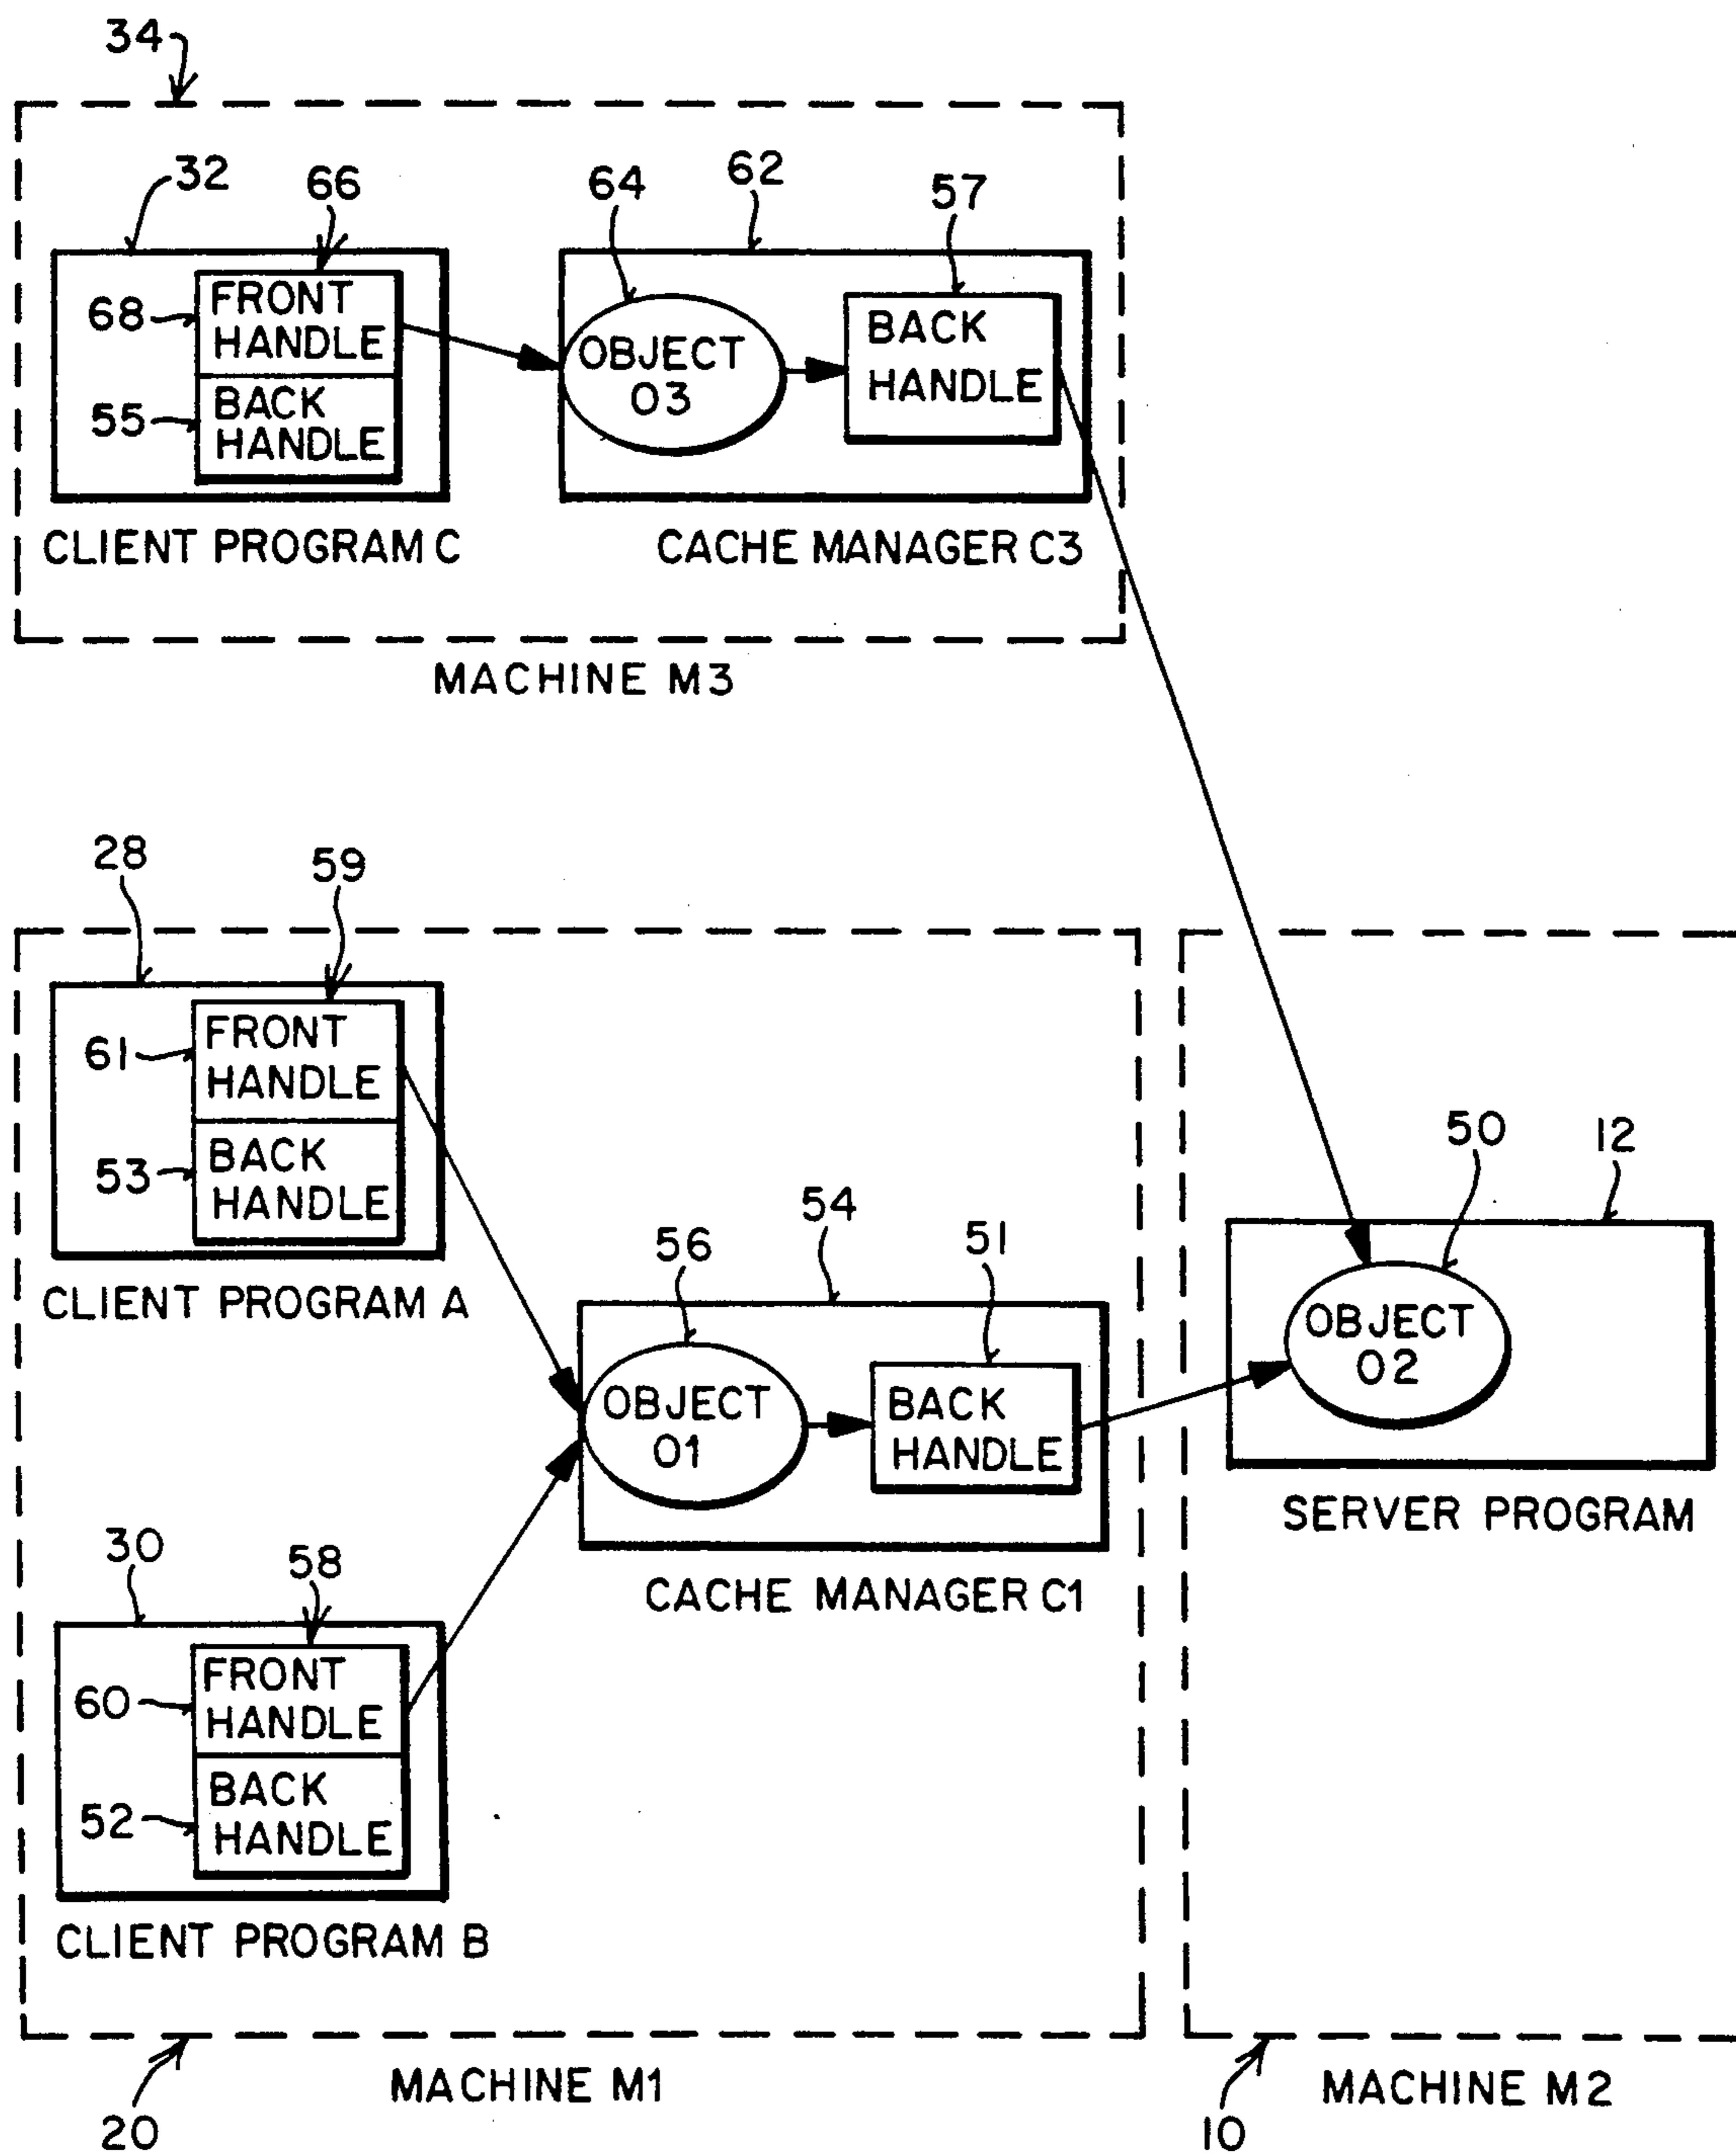 34
32
66
64
62
57
68
FRONT
HANDLE
55
BACK
HANDLE
OBJECT
03
BACK
HANDLE
CLIENT PROGRAM C
CACHE MANAGER C3
MACHINE M3
28
59
61
FRONT
HANDLE
53
BACK
HANDLE
CLIENT PROGRAM A
56
54
51
50
12
OBJECT
01
BACK
HANDLE
OBJECT
02
CACHE MANAGER C1
SERVER PROGRAM
30
58
60
FRONT
HANDLE
52
BACK
HANDLE
CLIENT PROGRAM B
20
MACHINE M1
10
MACHINE M2